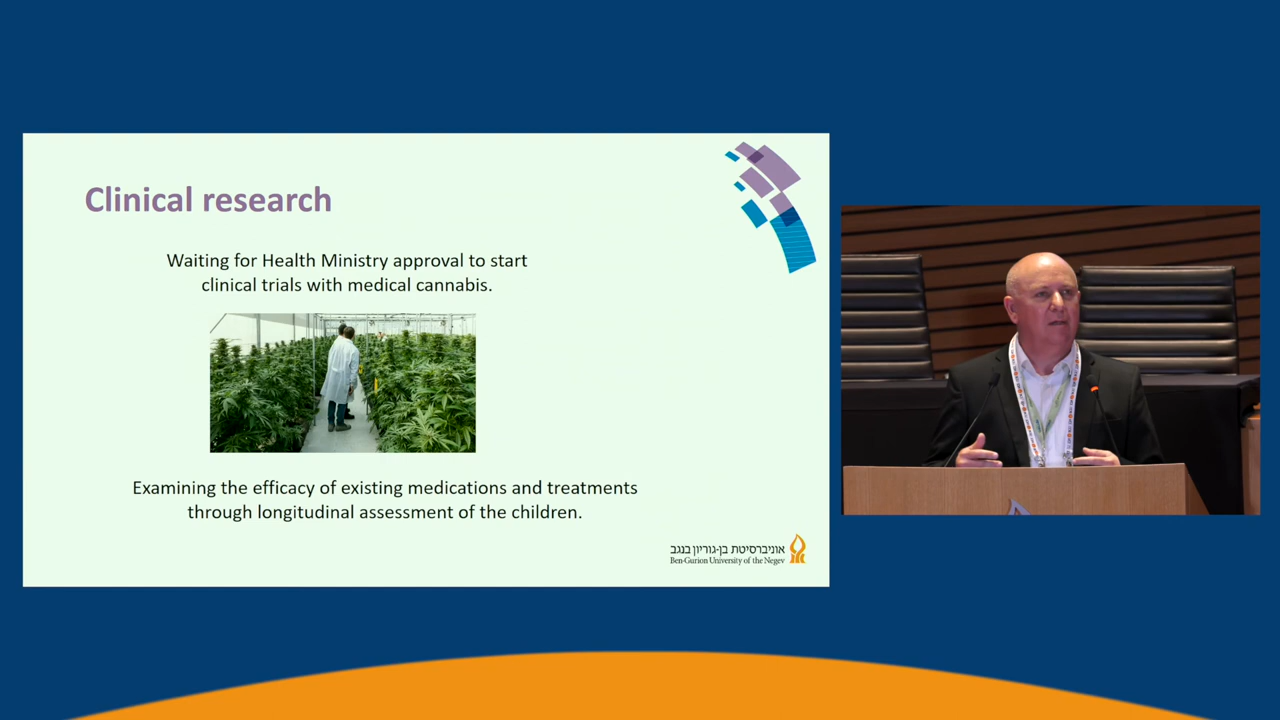 Clinical research
Waiting for Health Ministry approval to start
clinical trials with medical cannabis.
Examining the efficacy of existing medications and treatments
through longitudinal assessment of the children.
אוניברסיטת בן-גוריון בנגב
Ben-Gurion University of the Negev